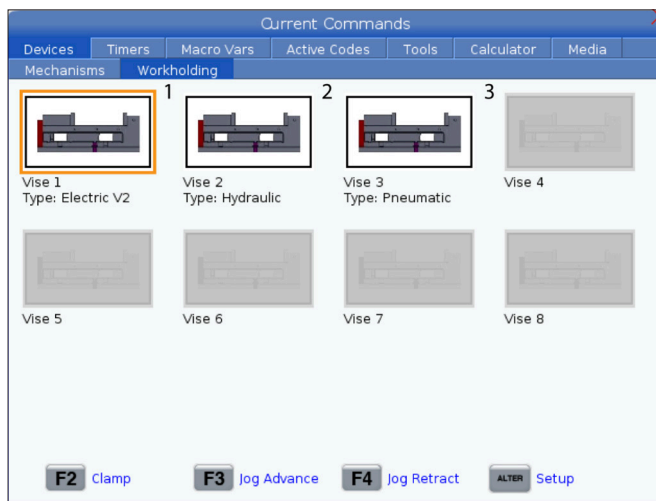 Current Commands
Devices Timers Macro Vars Active Codes Tools Calculator Media
Mechanisms Workholding
1 2 3
Vise 1 Vise 2 Vise 3 Vise 4
Type: Electric V2 Type: Hydraulic Type: Pneumatic
Vise 5 Vise 6 Vise 7 Vise 8
F2 Clamp F3 Jog Advance F4 Jog Retract ALTER Setup